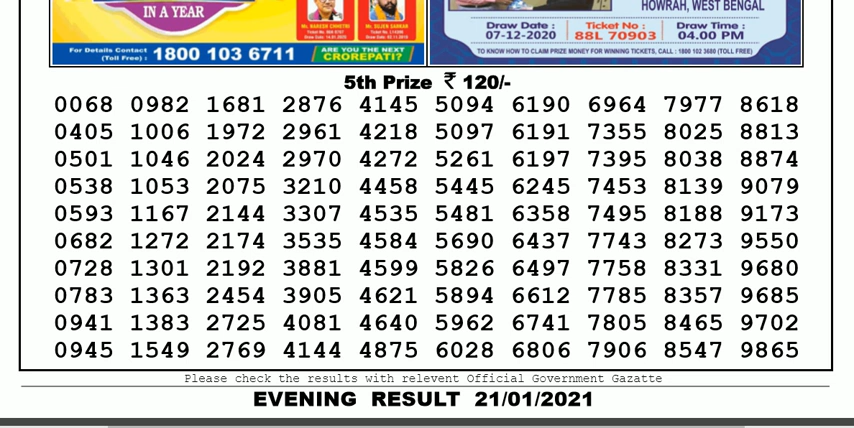 IN A YEAR
For Details Contact
(Toll Free) : 1800 103 6711
ARE YOU THE NEXT
CROREPATI?
HOWRAH, WEST BENGAL
Draw Date :
07-12-2020
Ticket No :
88L 70903
Draw Time :
04.00 PM
TO KNOW HOW TO CLAIM PRIZE MONEY FOR WINNING TICKETS, CALL : 1800 102 3680 (TOLL FREE)
5th Prize ₹ 120/-
0068 0982 1681 2876 4145 5094 6190 6964 7977 8618
0405 1006 1972 2961 4218 5097 6191 7355 8025 8813
0501 1046 2024 2970 4272 5261 6197 7395 8038 8874
0538 1053 2075 3210 4458 5445 6245 7453 8139 9079
0593 1167 2144 3307 4535 5481 6358 7495 8188 9173
0682 1272 2174 3535 4584 5690 6437 7743 8273 9550
0728 1301 2192 3881 4599 5826 6497 7758 8331 9680
0783 1363 2454 3905 4621 5894 6612 7785 8357 9685
0941 1383 2725 4081 4640 5962 6741 7805 8465 9702
0945 1549 2769 4144 4875 6028 6806 7906 8547 9865
Please check the results with relevent Official Government Gazatte
EVENING RESULT 21/01/2021